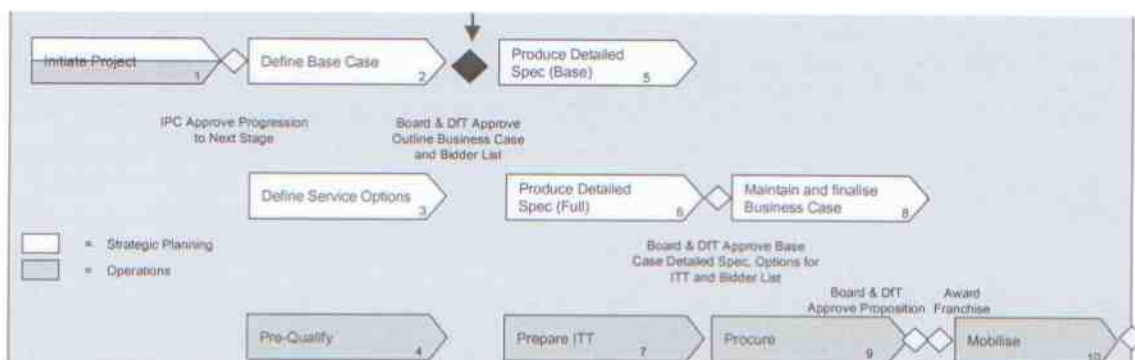 Initiate Project
1
Define Base Case
2
Produce Detailed
Spec (Base)
5
IPC Approve Progression
to Next Stage
Board & DfT Approve
Outline Business Case
and Bidder List
Define Service Options
3
Produce Detailed
Spec (Full)
6
Maintain and finalise
Business Case
8
= Strategic Planning
= Operations
Board & DfT Approve Base
Case Detailed Spec, Options for
ITT and Bidder List
Board & DfT
Approve Proposition
Award
Franchise
Pre-Qualify
4
Prepare ITT
7
Procure
9
Mobilise
10